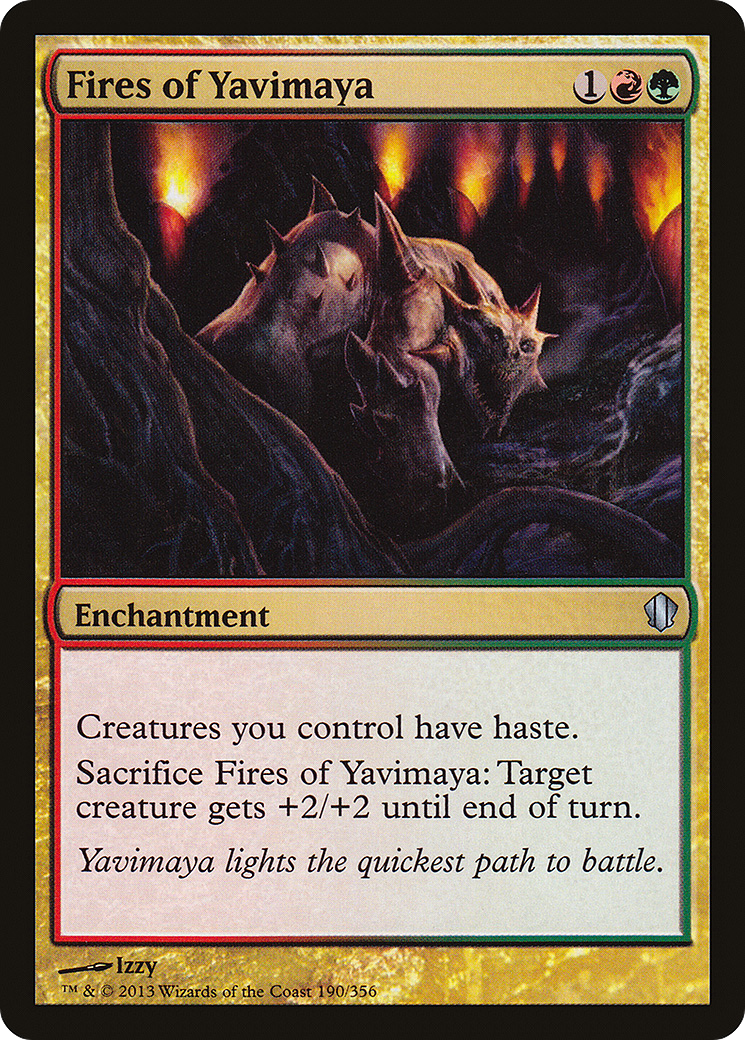 Fires of Yavimaya 1
Enchantment
Creatures you control have haste.
Sacrifice Fires of Yavimaya: Target
creature gets +2/+2 until end of turn.
Yavimaya lights the quickest path to battle.
Izzy
™ & © 2013 Wizards of the Coast 190/356